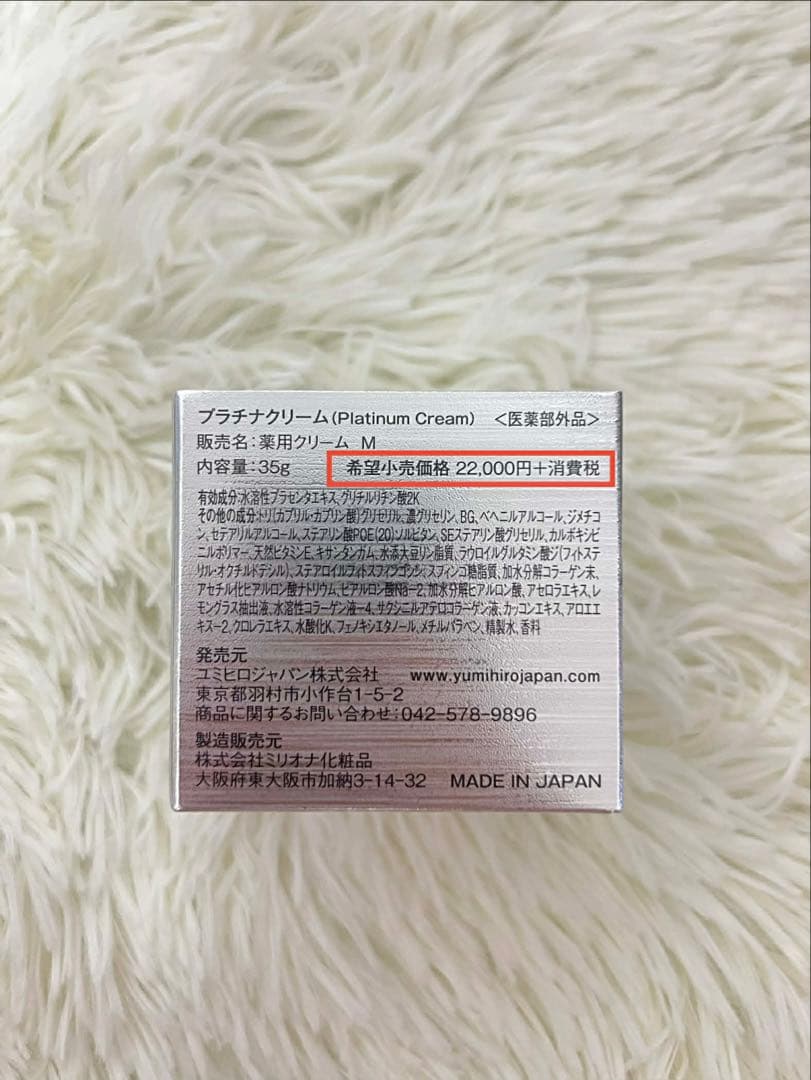 プラチナクリーム(Platinum Cream) <医薬部外品>
販売名:薬用クリーム M
内容量:35g 希望小売価格 22,000円+消費税
有効成分:水溶性プラセンタエキス、グリチルリチン酸2K
その他の成分:トリ(カプリル・カプリン酸)グリセリル、濃グリセリン、BG、ベヘニルアルコール、ジメチコ
ン、セテアリルアルコール、ステアリン酸POE(20)ソルビタン、SEステアリン酸グリセリル、カルボキシビ
ニルポリマー、天然ビタミンE、キサンタンガム、水添大豆リン脂質、ラウロイルグルタミン酸ジ(フィトステ
リル・オクチルドデシル)、ステアロイルフィトスフィンゴシン、スフィンゴ糖脂質、加水分解コラーゲン末、
アセチル化ヒアルロン酸ナトリウム、ヒアルロン酸Na-2、加水分解ヒアルロン酸、アセロラエキス、レ
モングラス抽出液、水溶性コラーゲン液-4、サクシニルアテロコラーゲン液、カッコンエキス、アロエエ
キス-2、クロレラエキス、水酸化K、フェノキシエタノール、メチルパラベン、精製水、香料
発売元
ユミヒロジャパン株式会社 www.yumihirojapan.com
東京都羽村市小作台1-5-2
商品に関するお問い合わせ:042-578-9896
製造販売元
株式会社ミリオナ化粧品
大阪府東大阪市加納3-14-32 MADE IN JAPAN